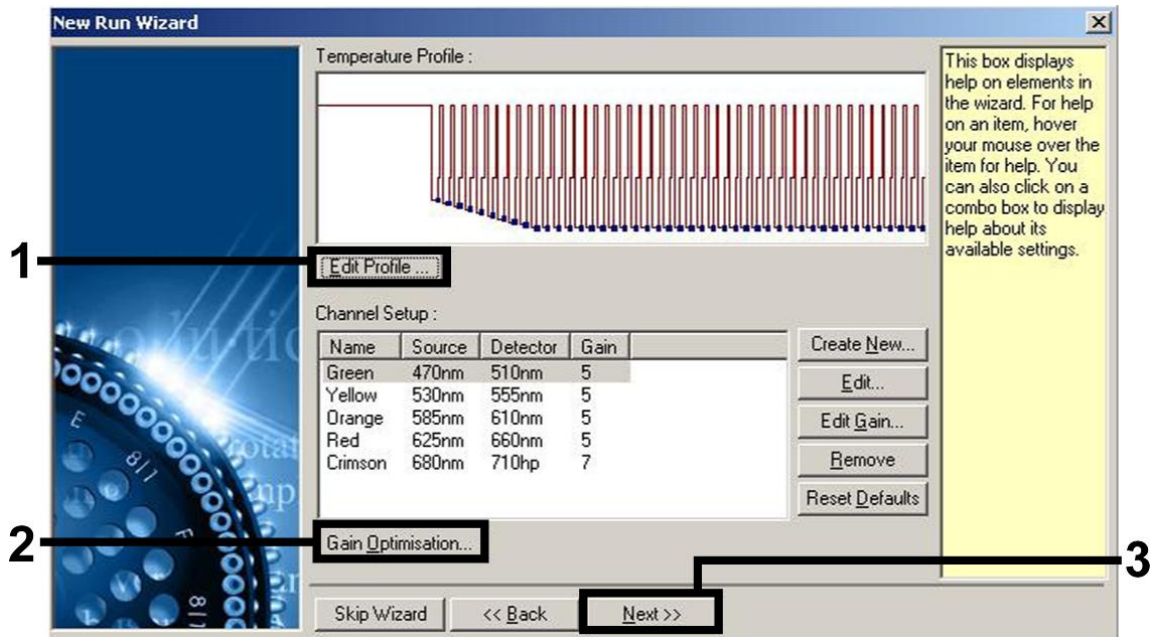 New Run Wizard
Temperature Profile :
This box displays
help on elements in
the wizard. For help
on an item, hover
your mouse over the
item for help. You
can also click on a
combo box to display
help about its
available settings.
1
Edit Profile ...
Channel Setup :
Name Source Detector Gain
Green 470nm 510nm 5
Yellow 530nm 555nm 5
Orange 585nm 610nm 5
Red 625nm 660nm 5
Crimson 680nm 710hp 7
Create New...
Edit...
Edit Gain...
Remove
Reset Defaults
2
Gain Optimisation...
3
Skip Wizard << Back Next >>
E
8|7
F
8|7